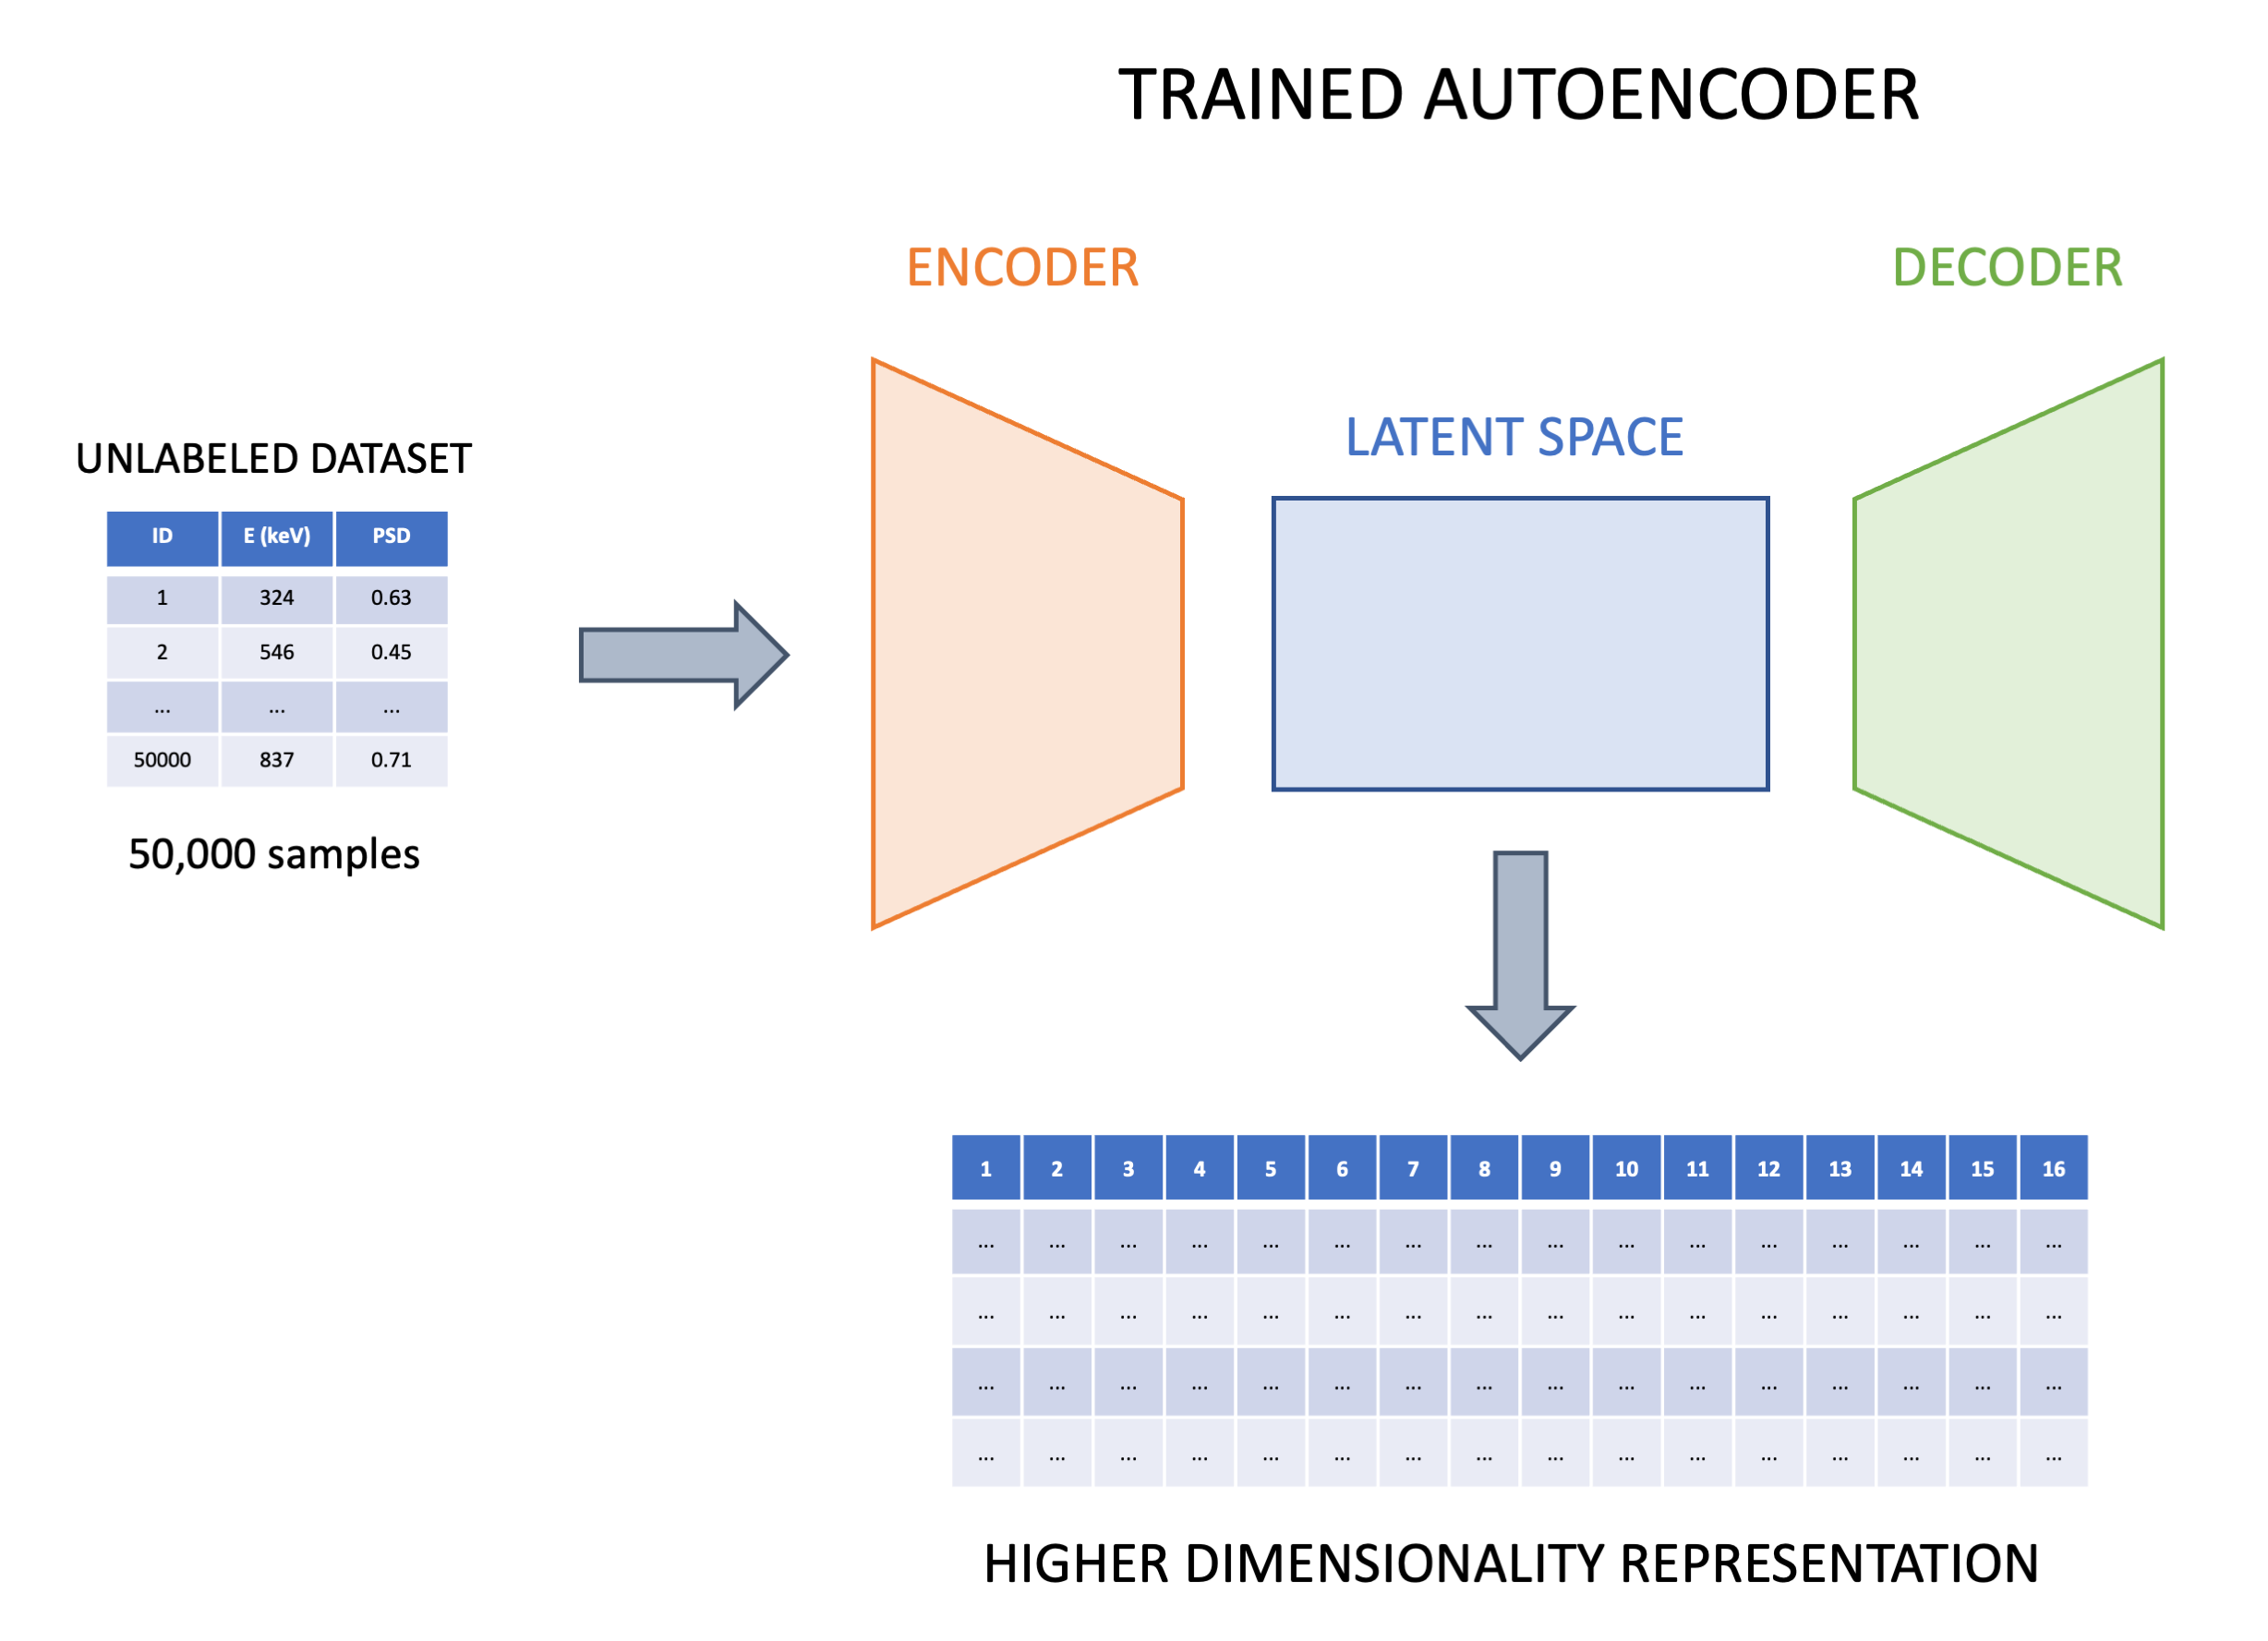 TRAINED AUTOENCODER
ENCODER
DECODER
LATENT SPACE
UNLABELED DATASET
ID E (keV) PSD
1 324 0.63
2 546 0.45
... ... ...
50000 837 0.71
50,000 samples
1 2 3 4 5 6 7 8 9 10 11 12 13 14 15 16
... ... ... ... ... ... ... ... ... ... ... ... ... ... ... ...
... ... ... ... ... ... ... ... ... ... ... ... ... ... ... ...
... ... ... ... ... ... ... ... ... ... ... ... ... ... ... ...
... ... ... ... ... ... ... ... ... ... ... ... ... ... ... ...
HIGHER DIMENSIONALITY REPRESENTATION